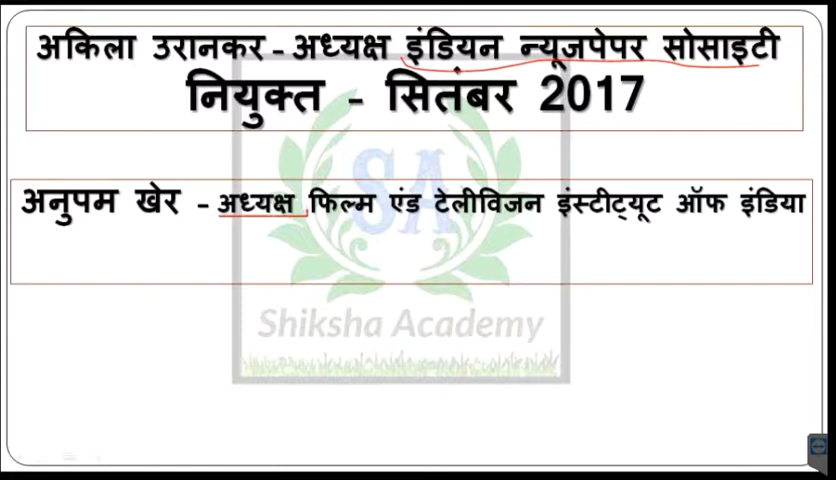 अकिला उरानकर - अध्यक्ष इंडियन न्यूजपेपर सोसाइटी
नियुक्त - सितंबर 2017
अनुपम खेर - अध्यक्ष फिल्म एंड टेलीविजन इंस्टीट्यूट ऑफ इंडिया
SA
Shiksha Academy